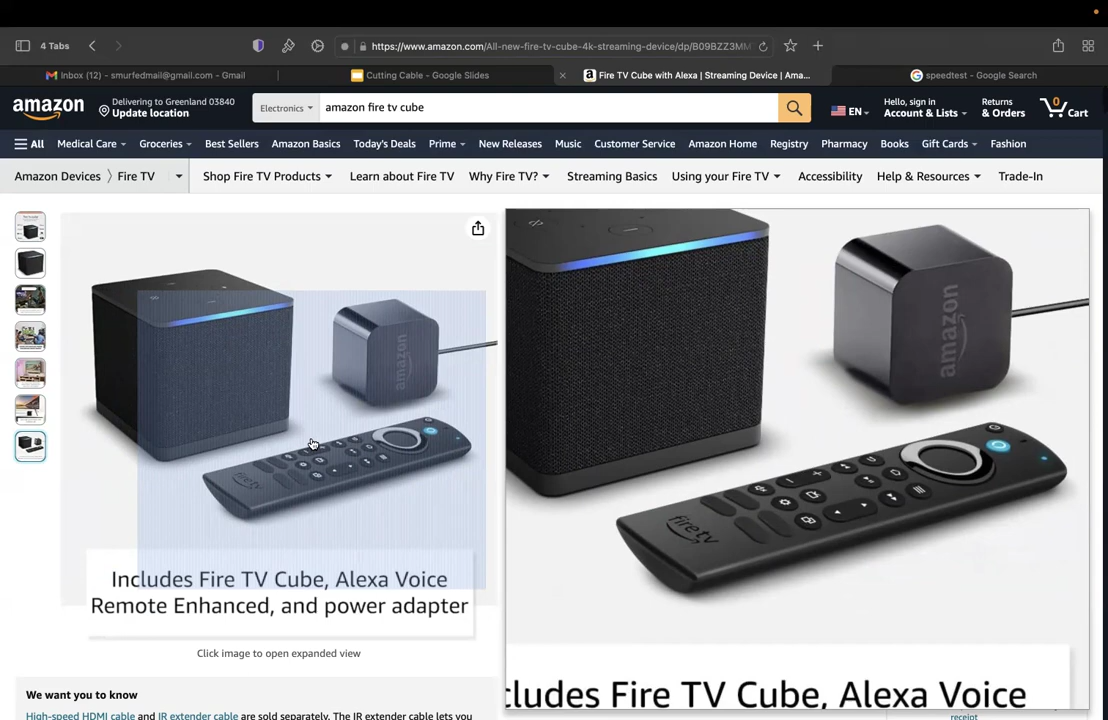 4 Tabs
https://www.amazon.com/All-new-fire-tv-cube-4k-streaming-device/dp/B09BZZ3MM
Inbox (12) - smurfedmail@gmail.com - Gmail
Cutting Cable - Google Slides
Fire TV Cube with Alexa | Streaming Device | Ama...
speedtest - Google Search
amazon
Delivering to Greenland 03840
Update location
Electronics
amazon fire tv cube
EN
Hello, sign in
Account & Lists
Returns
& Orders
0
Cart
All
Medical Care
Groceries
Best Sellers
Amazon Basics
Today's Deals
Prime
New Releases
Music
Customer Service
Amazon Home
Registry
Pharmacy
Books
Gift Cards
Fashion
Amazon Devices
Fire TV
Shop Fire TV Products
Learn about Fire TV
Why Fire TV?
Streaming Basics
Using your Fire TV
Accessibility
Help & Resources
Trade-In
amazon
fire tv
Includes Fire TV Cube, Alexa Voice
Remote Enhanced, and power adapter
amazon
fire tv
cludes Fire TV Cube, Alexa Voice
Click image to open expanded view
We want you to know
High-speed HDMI cable and IR extender cable are sold separately. The IR extender cable lets you
receipt